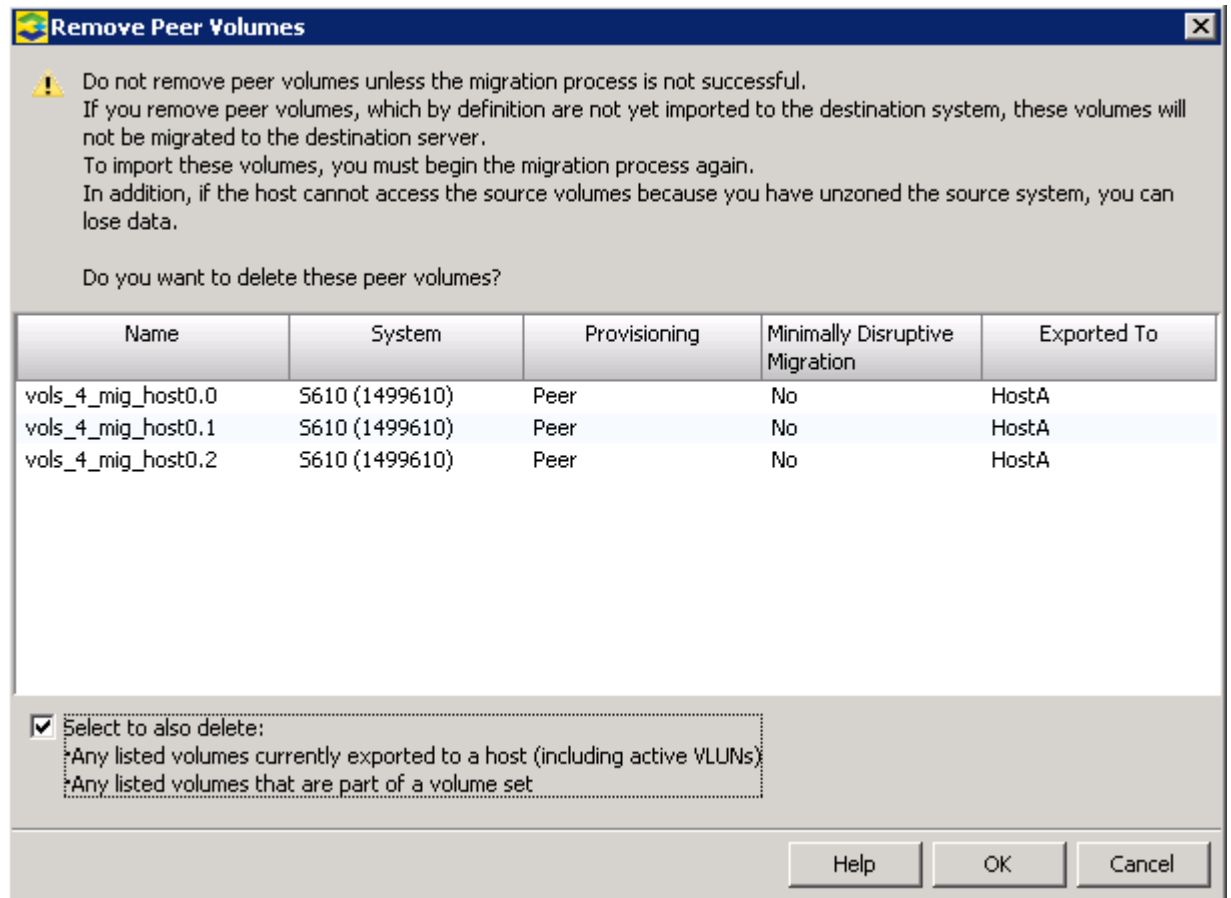 Remove Peer Volumes
Do not remove peer volumes unless the migration process is not successful.
If you remove peer volumes, which by definition are not yet imported to the destination system, these volumes will
not be migrated to the destination server.
To import these volumes, you must begin the migration process again.
In addition, if the host cannot access the source volumes because you have unzoned the source system, you can
lose data.
Do you want to delete these peer volumes?
Name System Provisioning Minimally Disruptive Migration Exported To
vols_4_mig_host0.0 S610 (1499610) Peer No HostA
vols_4_mig_host0.1 S610 (1499610) Peer No HostA
vols_4_mig_host0.2 S610 (1499610) Peer No HostA
Select to also delete:
•Any listed volumes currently exported to a host (including active VLUNs)
•Any listed volumes that are part of a volume set
Help OK Cancel